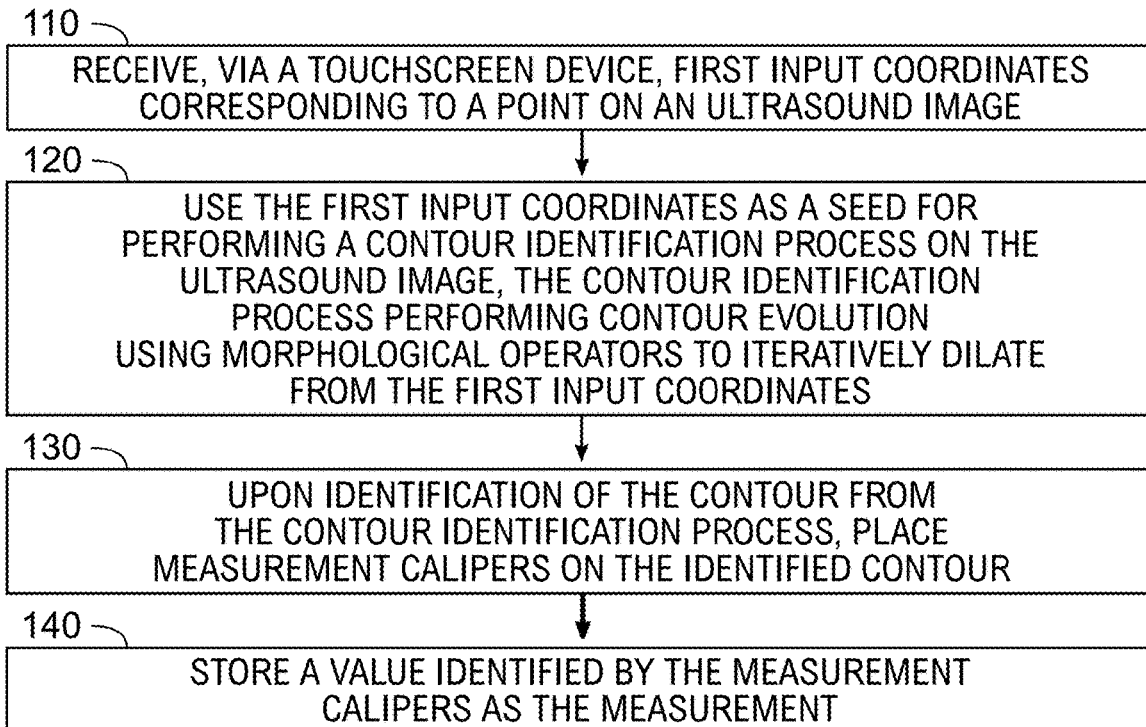 110
RECEIVE, VIA A TOUCHSCREEN DEVICE, FIRST INPUT COORDINATES
CORRESPONDING TO A POINT ON AN ULTRASOUND IMAGE
120
USE THE FIRST INPUT COORDINATES AS A SEED FOR
PERFORMING A CONTOUR IDENTIFICATION PROCESS ON THE
ULTRASOUND IMAGE, THE CONTOUR IDENTIFICATION
PROCESS PERFORMING CONTOUR EVOLUTION
USING MORPHOLOGICAL OPERATORS TO ITERATIVELY DILATE
FROM THE FIRST INPUT COORDINATES
130
UPON IDENTIFICATION OF THE CONTOUR FROM
THE CONTOUR IDENTIFICATION PROCESS, PLACE
MEASUREMENT CALIPERS ON THE IDENTIFIED CONTOUR
140
STORE A VALUE IDENTIFIED BY THE MEASUREMENT
CALIPERS AS THE MEASUREMENT